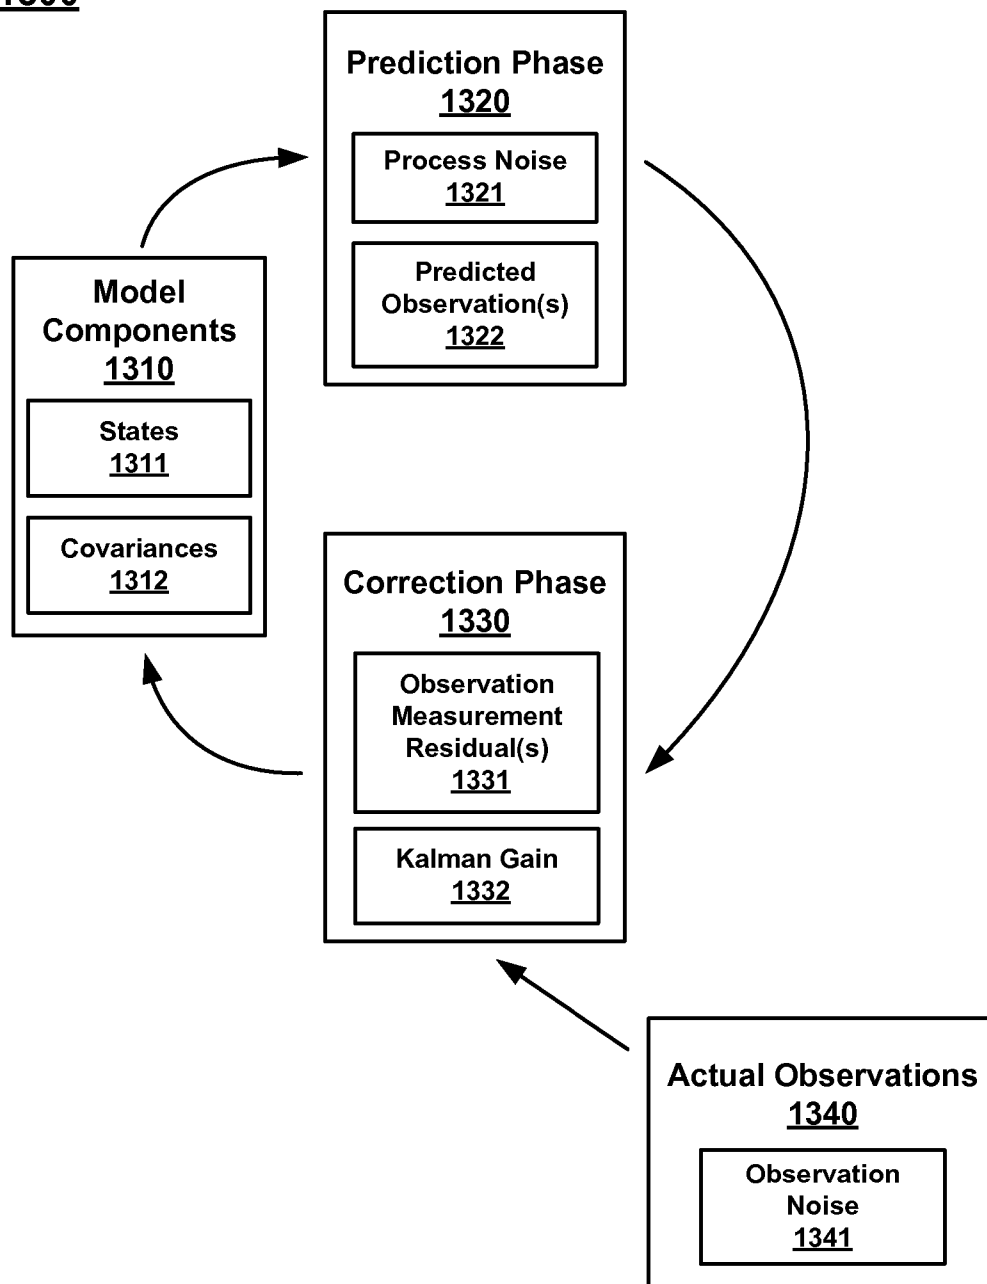 1300
Prediction Phase
1320
Process Noise
1321
Predicted
Observation(s)
1322
Model
Components
1310
States
1311
Covariances
1312
Correction Phase
1330
Observation
Measurement
Residual(s)
1331
Kalman Gain
1332
Actual Observations
1340
Observation
Noise
1341